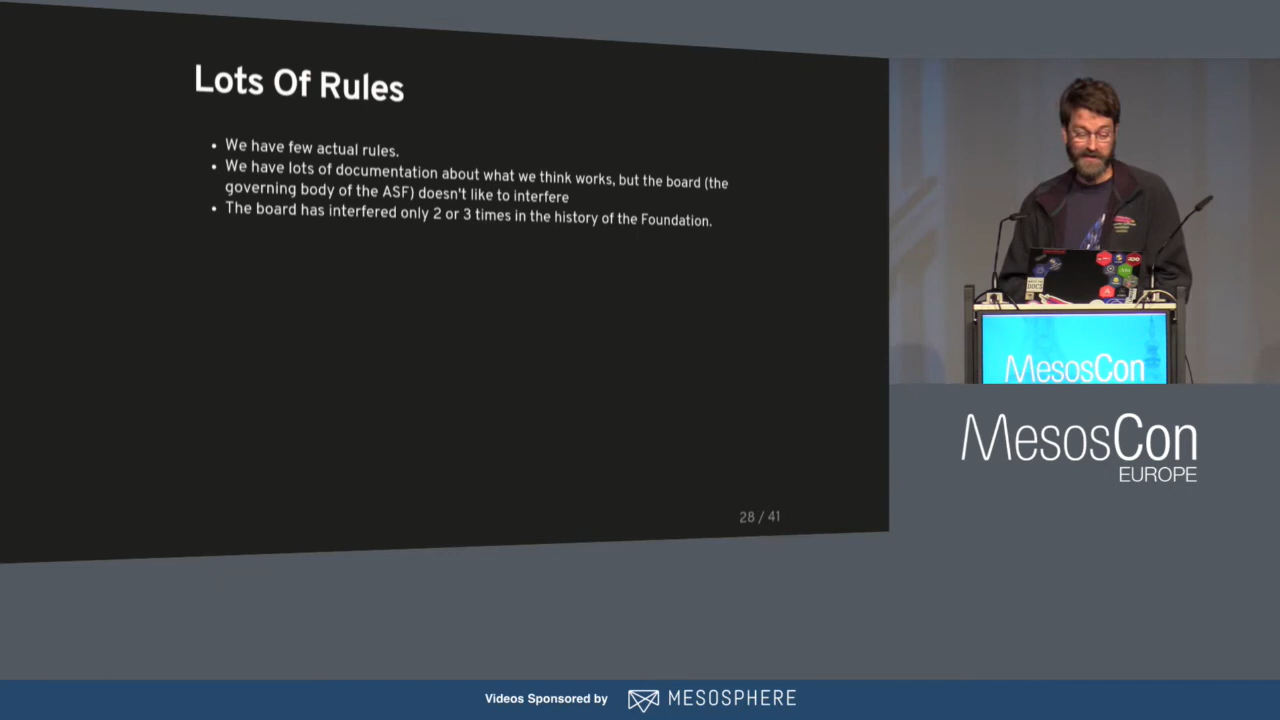 Lots Of Rules
• We have few actual rules.
• We have lots of documentation about what we think works, but the board (the
governing body of the ASF) doesn't like to interfere
• The board has interfered only 2 or 3 times in the history of the Foundation.
28 / 41
DOCS
MesosCon
MesosCon
EUROPE
Videos Sponsored by MESOSPHERE